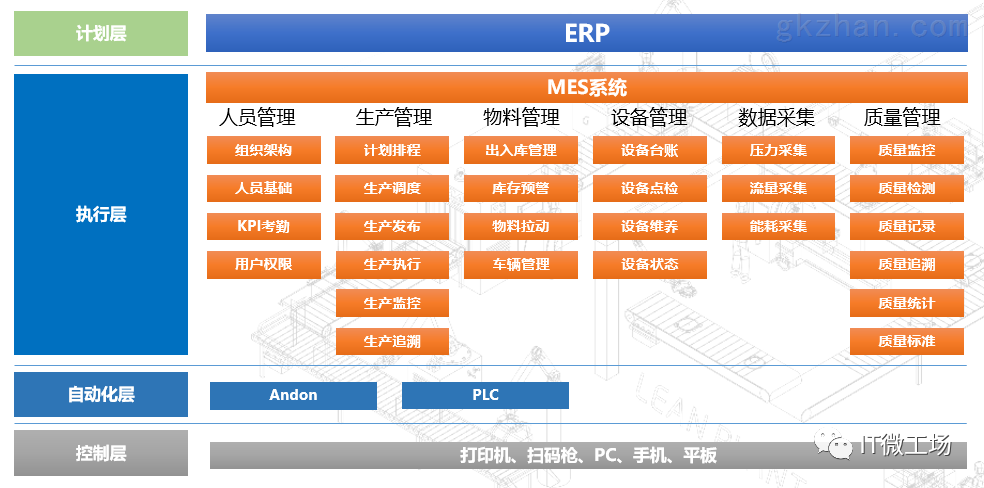 计划层
ERP
gkzhan.com
执行层
MES系统
人员管理 生产管理 物料管理 设备管理 数据采集 质量管理
组织架构 计划排程 出入库管理 设备台账 压力采集 质量监控
人员基础 生产调度 库存预警 设备点检 流量采集 质量检测
KPI考勤 生产发布 物料拉动 设备维养 能耗采集 质量记录
用户权限 生产执行 车辆管理 设备状态 质量追溯
生产监控 质量统计
生产追溯 质量标准
自动化层
Andon PLC
LEAN
控制层
打印机、扫码枪、PC、手机、平板
IT微工场